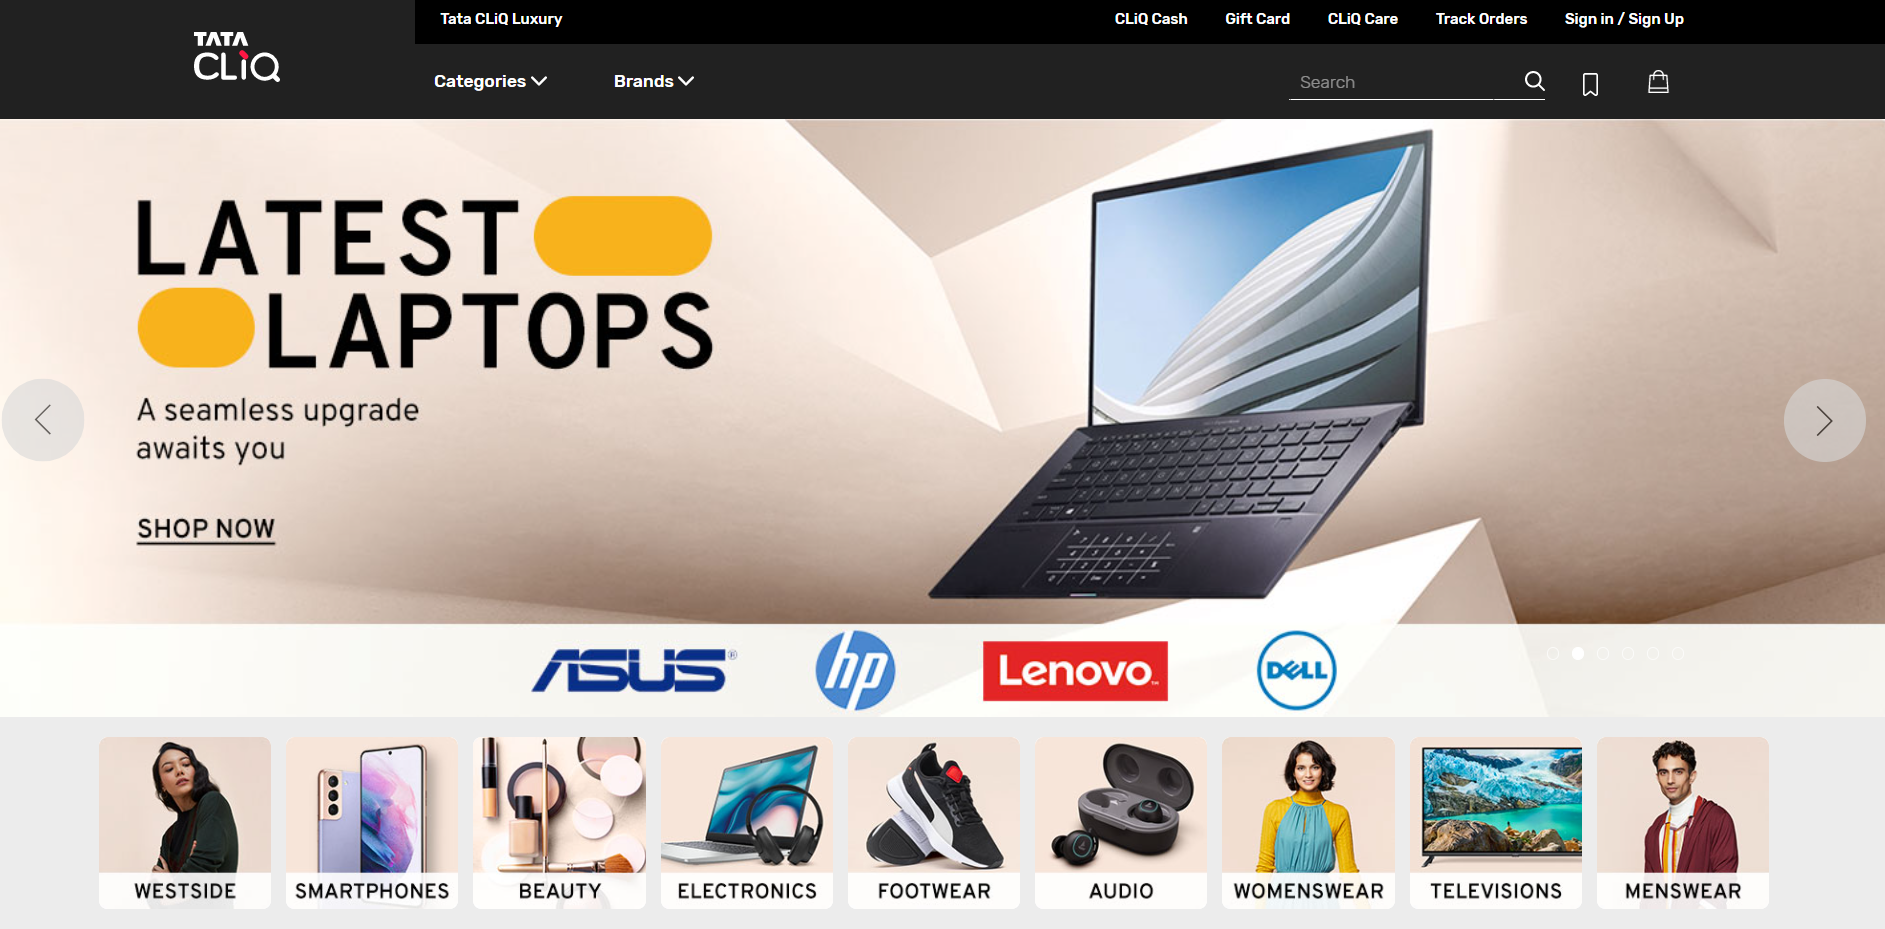 Tata CLiQ Luxury
CLiQ Cash
Gift Card
CLiQ Care
Track Orders
Sign in / Sign Up
TATA
CLiQ
Categories
Brands
Search
LATEST
LAPTOPS
A seamless upgrade
awaits you
SHOP NOW
ASUS®
hp
Lenovo™
DELL
WESTSIDE
SMARTPHONES
BEAUTY
ELECTRONICS
FOOTWEAR
AUDIO
WOMENSWEAR
TELEVISIONS
MENSWEAR